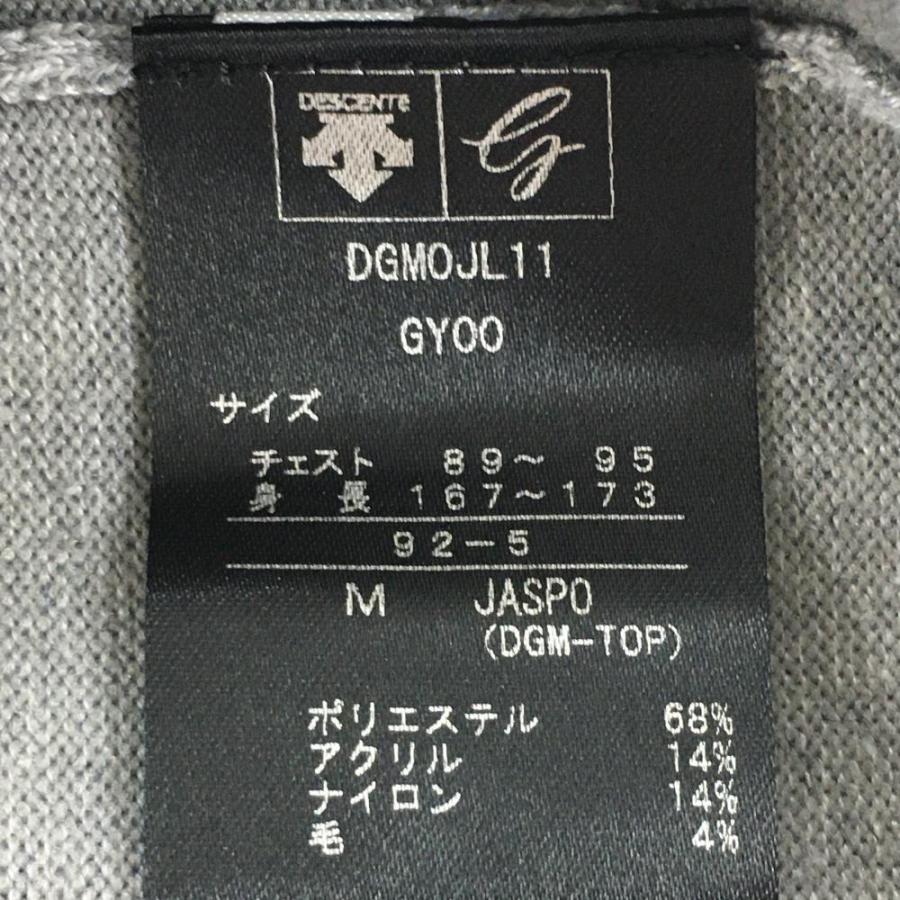 DESCENTE
G
DGMOJL11
GY00
サイズ
チェスト 89～ 95
身 長 167～173
92-5
M JASPO
(DGM-TOP)
ポリエステル 68%
アクリル 14%
ナイロン 14%
毛 4%